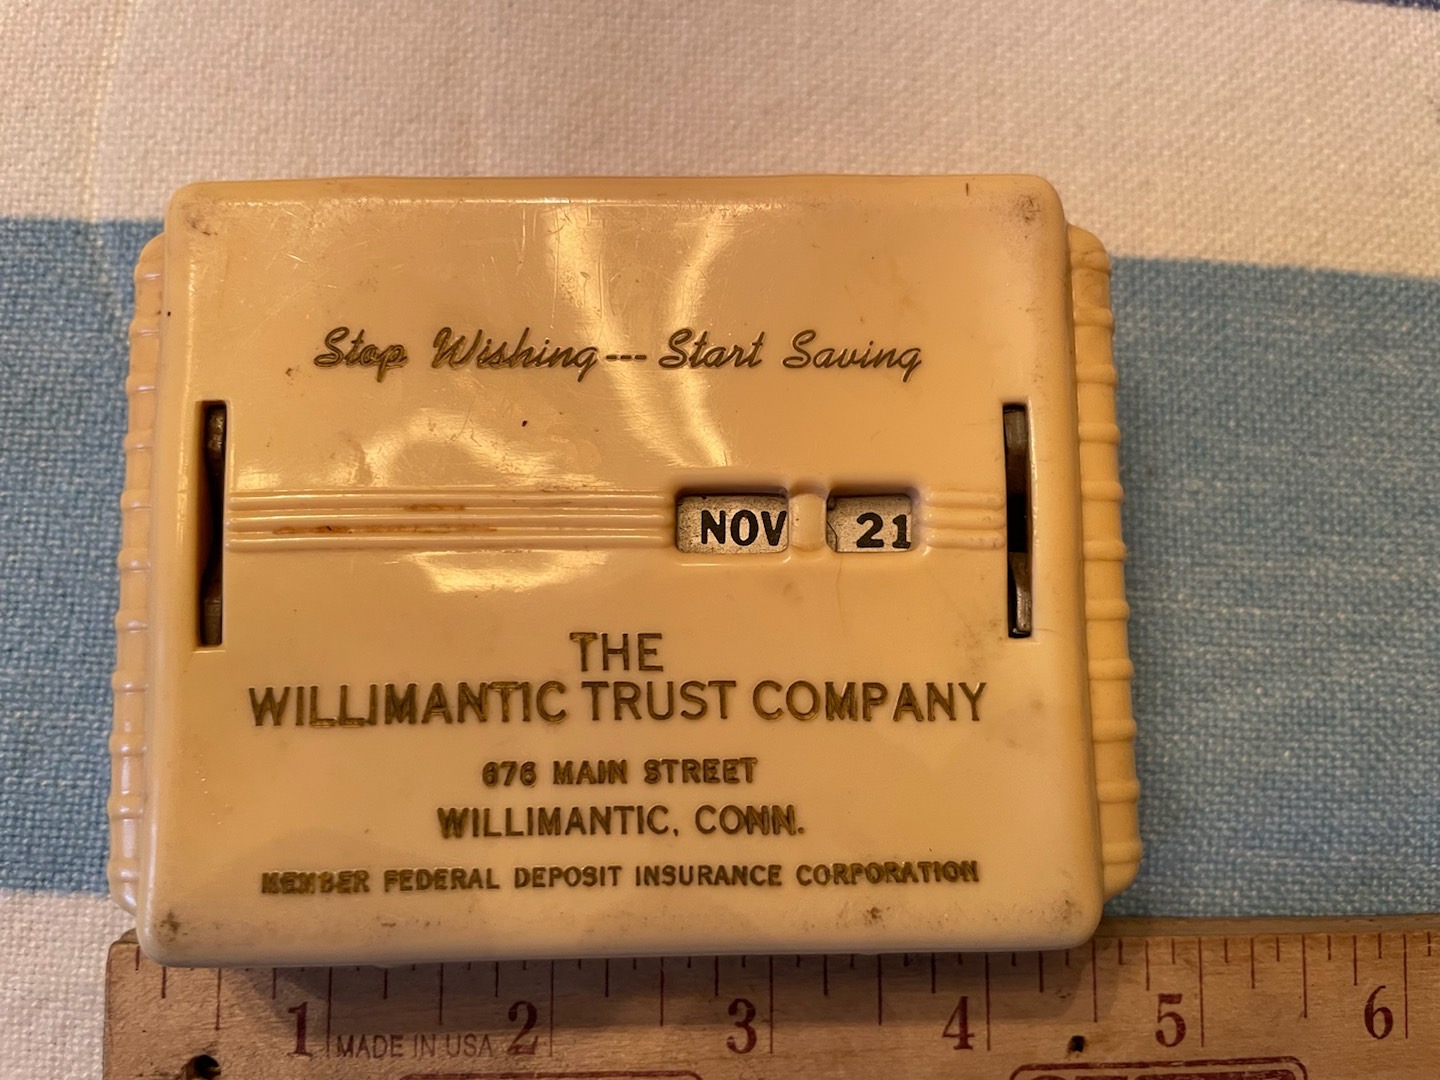 Stop Wishing --- Start Saving
NOV 21
THE
WILLIMANTIC TRUST COMPANY
676 MAIN STREET
WILLIMANTIC, CONN.
MEMBER FEDERAL DEPOSIT INSURANCE CORPORATION
1 2 3 4 5 6
MADE IN USA